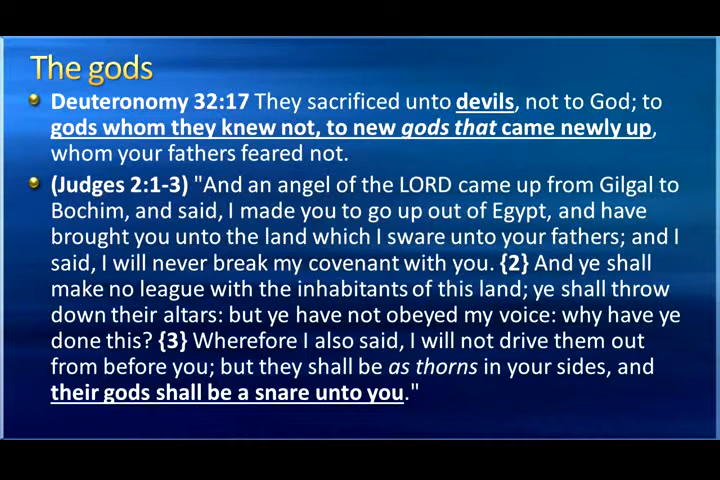 The gods
Deuteronomy 32:17 They sacrificed unto devils, not to God; to
gods whom they knew not, to new gods that came newly up,
whom your fathers feared not.
(Judges 2:1-3) "And an angel of the LORD came up from Gilgal to
Bochim, and said, I made you to go up out of Egypt, and have
brought you unto the land which I sware unto your fathers; and I
said, I will never break my covenant with you. {2} And ye shall
make no league with the inhabitants of this land; ye shall throw
down their altars: but ye have not obeyed my voice: why have ye
done this? {3} Wherefore I also said, I will not drive them out
from before you; but they shall be as thorns in your sides, and
their gods shall be a snare unto you."